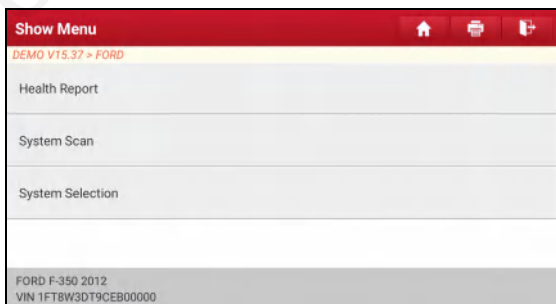 Show Menu
DEMO V15.37 > FORD
Health Report
System Scan
System Selection
FORD F-350 2012
VIN 1FT8W3DT9CEB00000